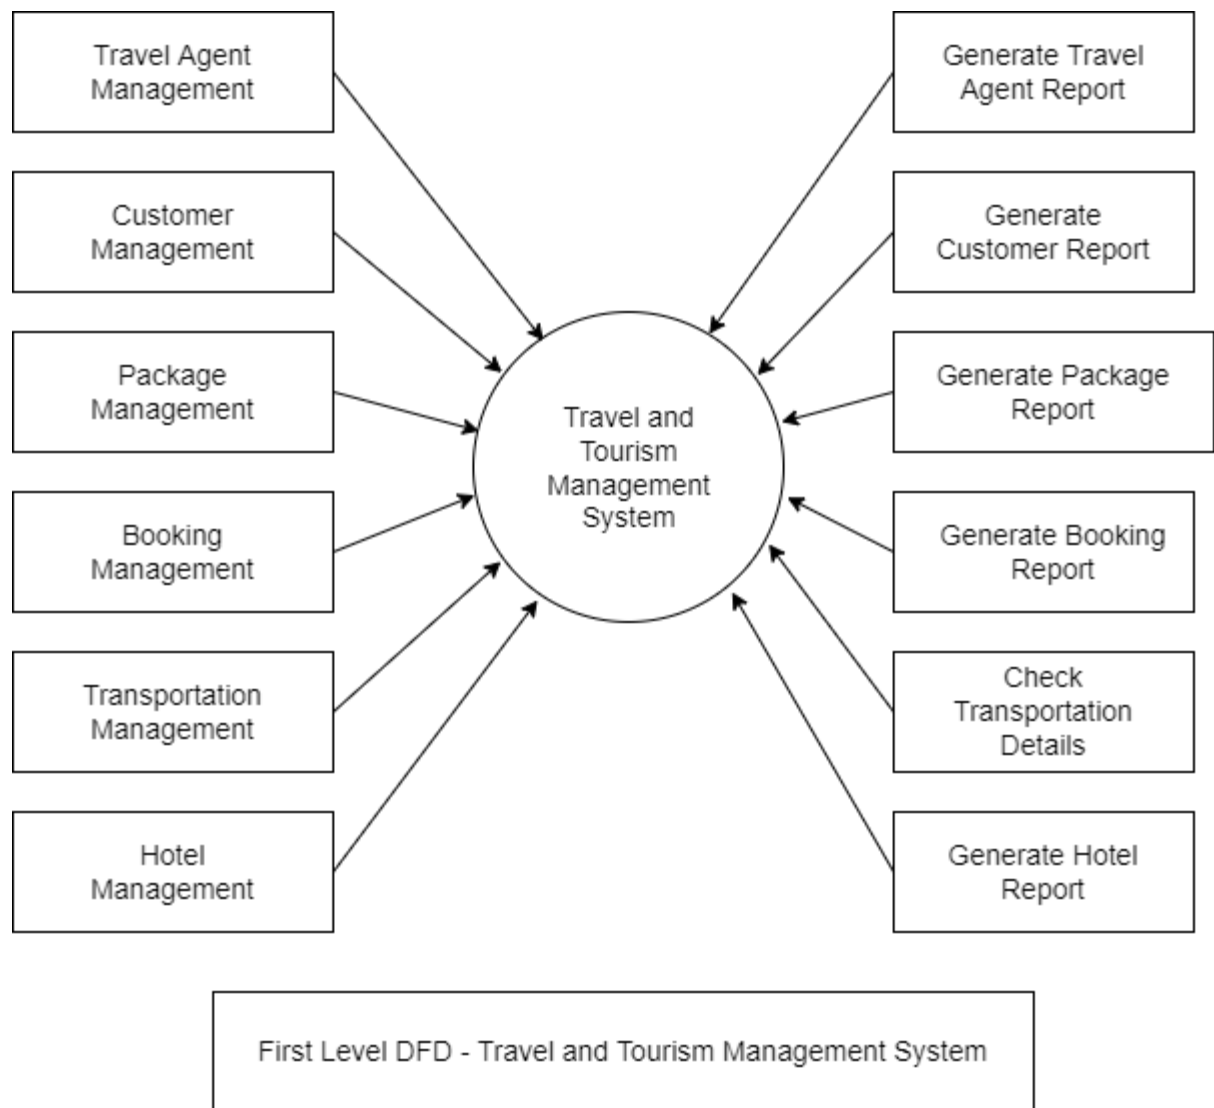 Travel Agent
Management
Customer
Management
Package
Management
Booking
Management
Transportation
Management
Hotel
Management
Travel and
Tourism
Management
System
Generate Travel
Agent Report
Generate
Customer Report
Generate Package
Report
Generate Booking
Report
Check
Transportation
Details
Generate Hotel
Report
First Level DFD - Travel and Tourism Management System